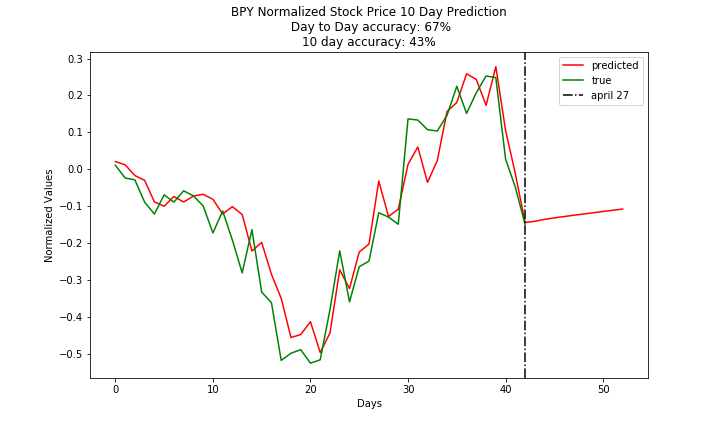 BPY Normalized Stock Price 10 Day Prediction
Day to Day accuracy: 67%
10 day accuracy: 43%
predicted
true
april 27
Normalized Values
0.3
0.2
0.1
0.0
−0.1
−0.2
−0.3
−0.4
−0.5
0 10 20 30 40 50
Days